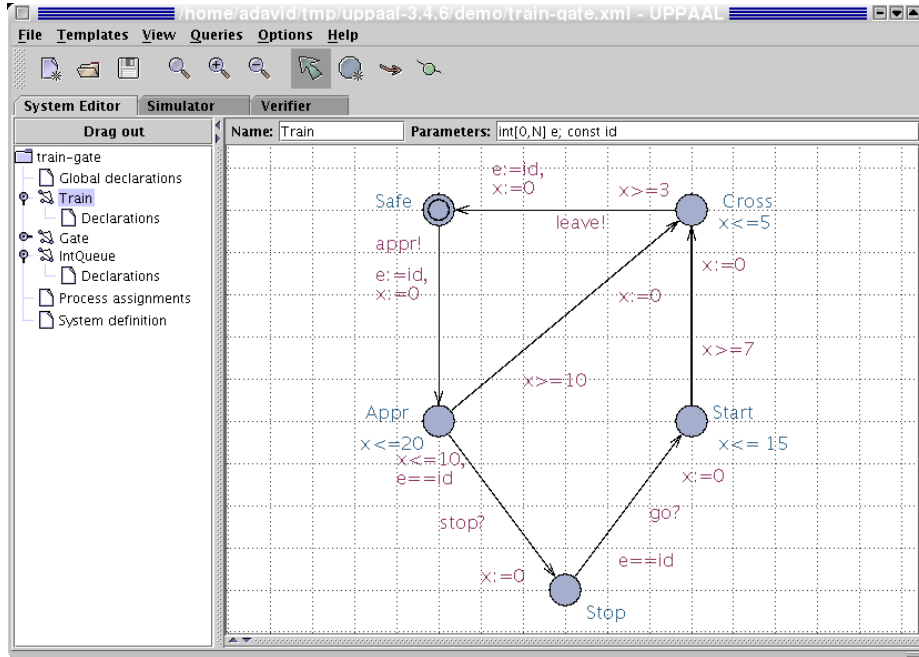 /home/adavid/tmp/uppaal-3.4.6/demo/train-gate.xml - UPPAAL
File Templates View Queries Options Help
System Editor Simulator Verifier
Drag out
Name: Train Parameters: int[0,N] e; const id
train-gate
Global declarations
Train
Declarations
Gate
IntQueue
Declarations
Process assignments
System definition
e:=id,
x:=0
x>=3
Safe
Cross
x<=5
leave!
appr!
e:=id,
x:=0
x:=0
x:=0
x>=7
x>=10
Appr
x<=20
Start
x<= 15
x<=10,
e==id
x:=0
stop?
go?
x:=0
e==id
Stop